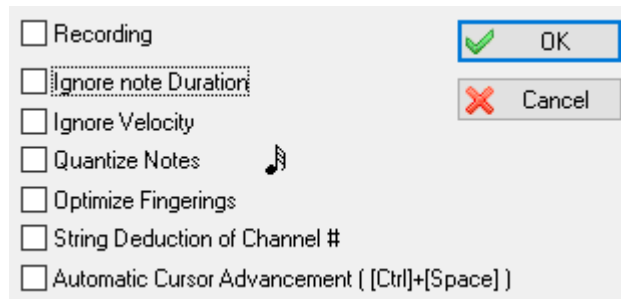 Recording
OK
Ignore note Duration
Cancel
Ignore Velocity
Quantize Notes
Optimize Fingerings
String Deduction of Channel #
Automatic Cursor Advancement ( [Ctrl]+[Space] )